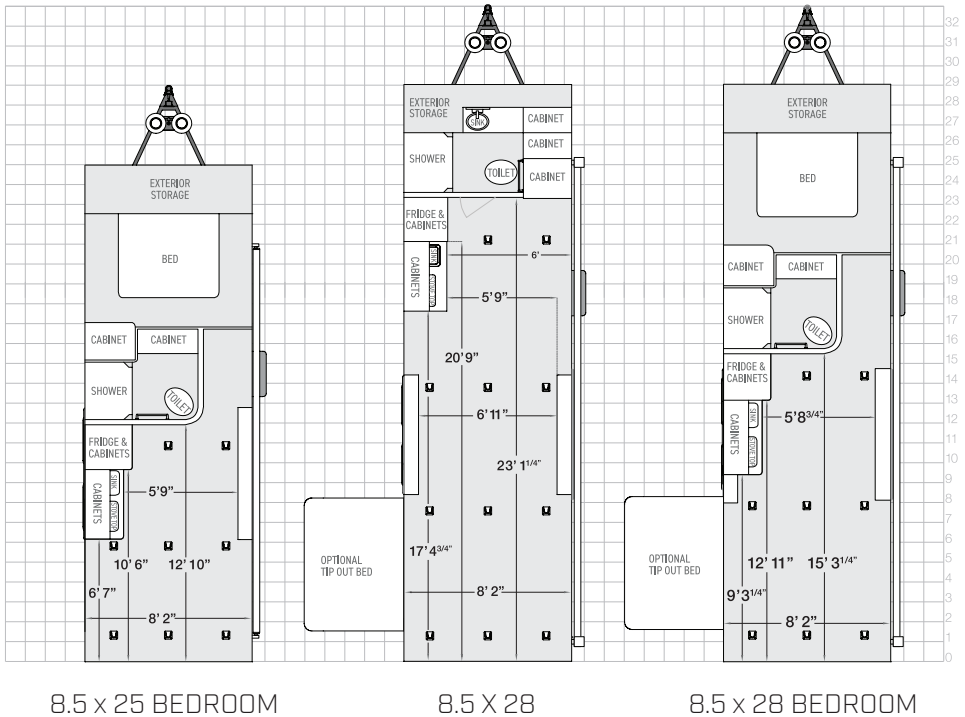 EXTERIOR
STORAGE
BED
CABINET
CABINET
SHOWER
TOILET
FRIDGE &
CABINETS
SINK
CABINETS
STOVE TOP
5'9"
10' 6"
12' 10"
6' 7"
8' 2"
8.5 x 25 BEDROOM
EXTERIOR
STORAGE
SINK
CABINET
CABINET
SHOWER
TOILET
CABINET
FRIDGE &
CABINETS
SINK
6'
CABINETS
STOVE TOP
5'9"
20'9"
6' 11"
23' 1 1/4"
OPTIONAL
TIP OUT BED
17' 4 3/4"
8' 2"
8.5 X 28
EXTERIOR
STORAGE
BED
CABINET
CABINET
SHOWER
TOILET
FRIDGE &
CABINETS
SINK
5'8 3/4"
CABINETS
STOVE TOP
OPTIONAL
TIP OUT BED
12' 11"
15' 3 1/4"
9'3 1/4"
8' 2"
8.5 x 28 BEDROOM
32
31
30
29
28
27
26
25
24
23
22
21
20
19
18
17
16
15
14
13
12
11
10
9
8
7
6
5
4
3
2
1
0